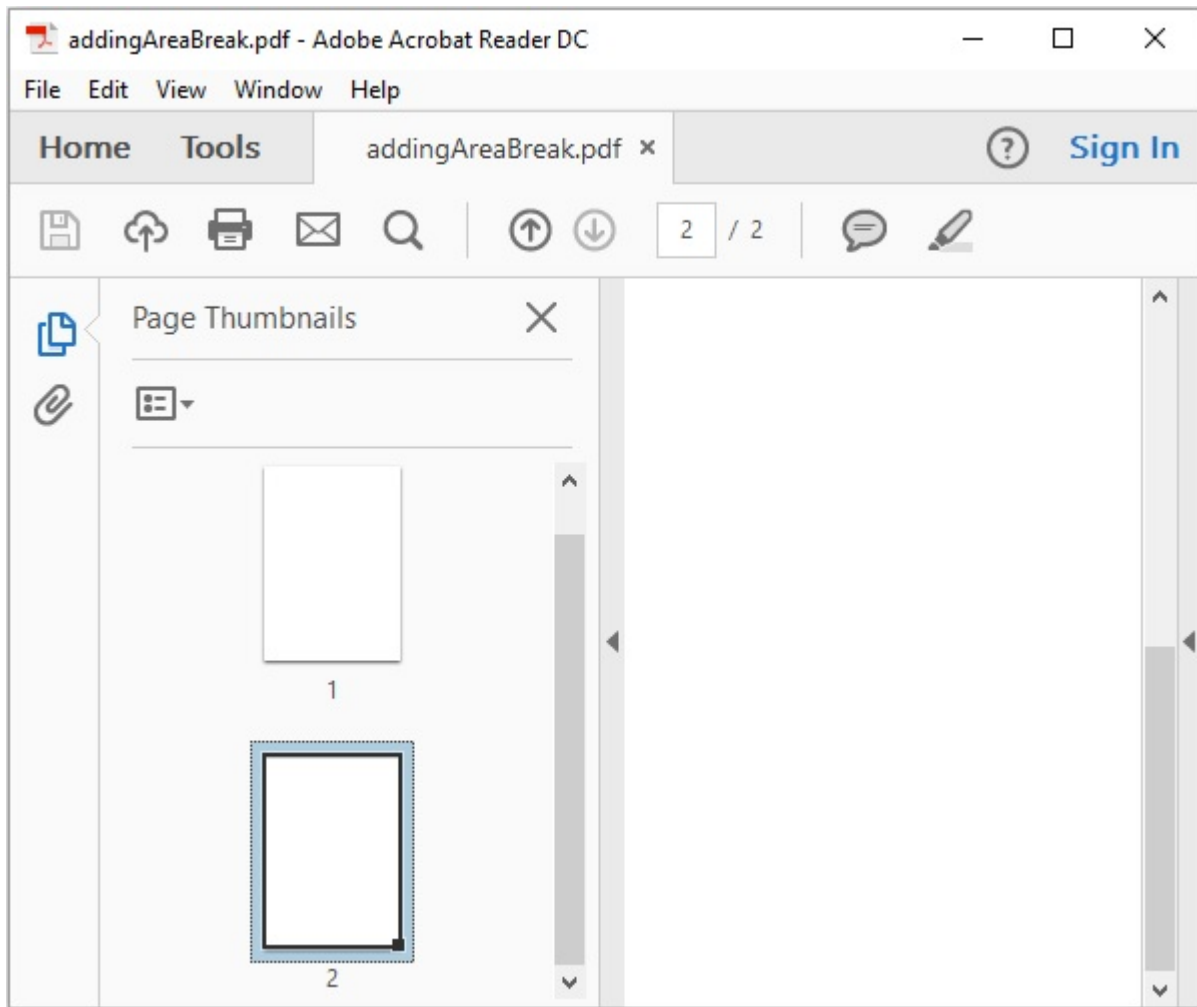 addingAreaBreak.pdf - Adobe Acrobat Reader DC
File Edit View Window Help
Home Tools addingAreaBreak.pdf × ? Sign In
2 / 2
Page Thumbnails
1
2